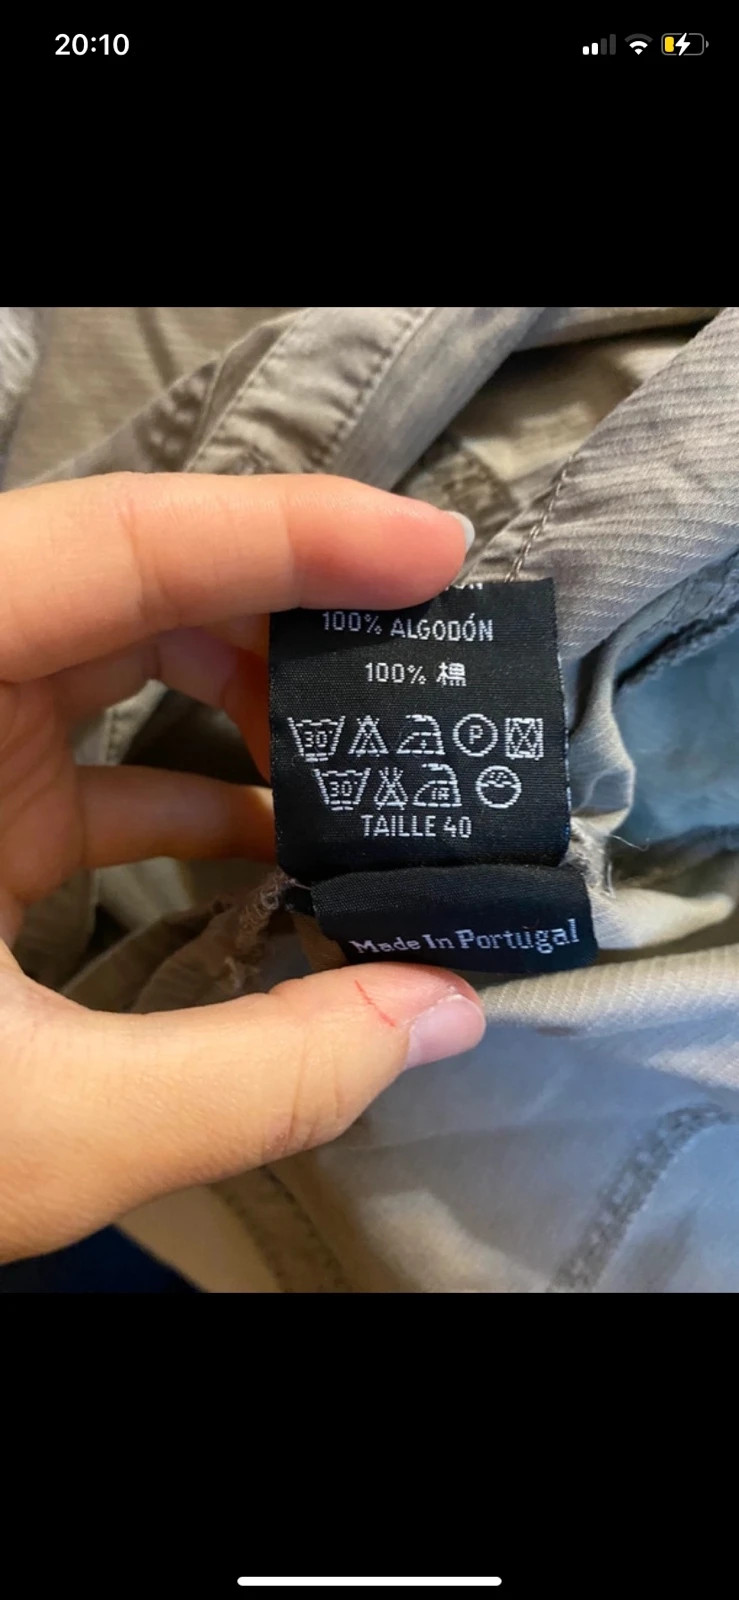 20:10
100% ALGODÓN
100% 棉
30 P
30
TAILLE 40
Made In Portugal